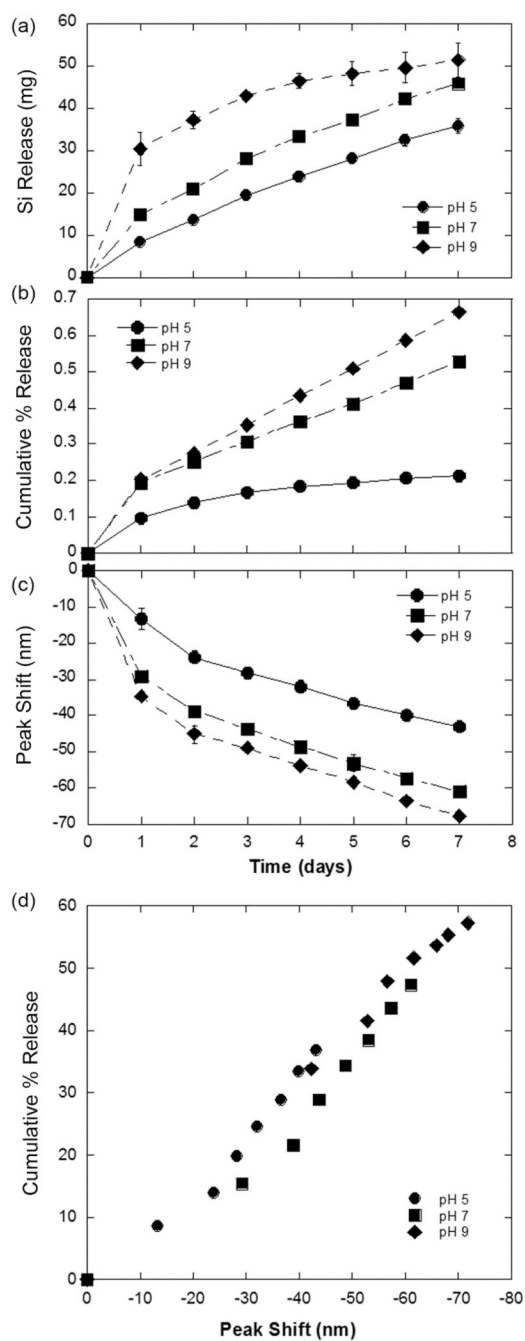 (a)
Si Release (mg)
60
50
40
30
20
10
0
pH 5
pH 7
pH 9
(b)
Cumulative % Release
0.7
0.6
0.5
0.4
0.3
0.2
0.1
0
pH 5
pH 7
pH 9
(c)
Peak Shift (nm)
0
-10
-20
-30
-40
-50
-60
-70
pH 5
pH 7
pH 9
0 1 2 3 4 5 6 7 8
Time (days)
(d)
Cumulative % Release
60
50
40
30
20
10
0
pH 5
pH 7
pH 9
0 -10 -20 -30 -40 -50 -60 -70 -80
Peak Shift (nm)